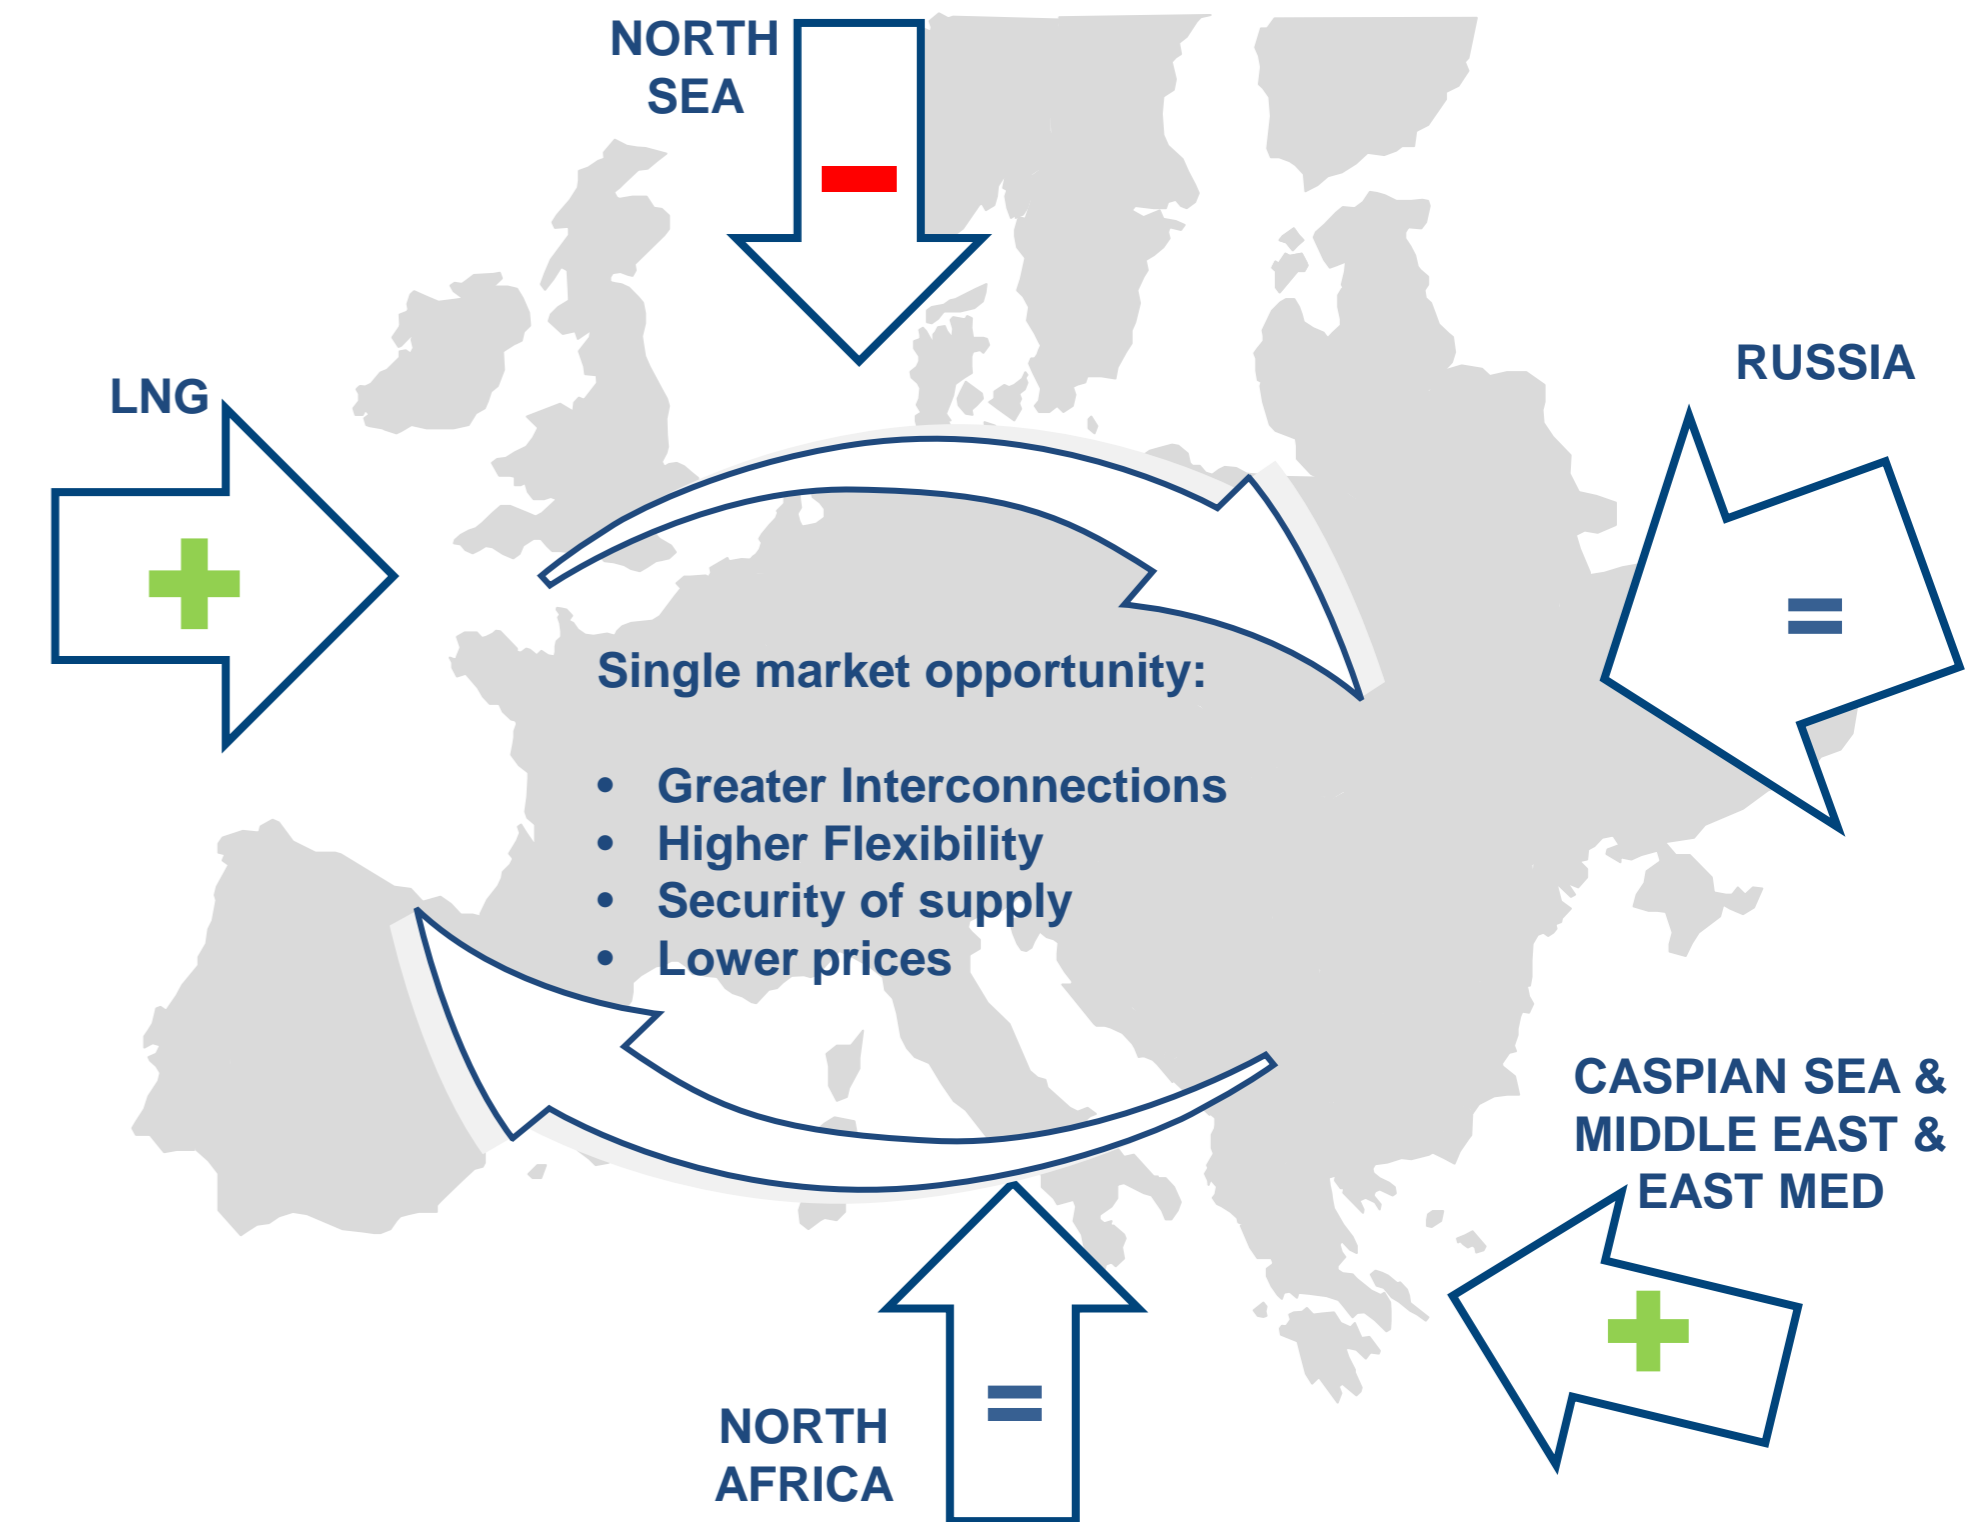 NORTH
SEA
LNG
RUSSIA
Single market opportunity:
• Greater Interconnections
• Higher Flexibility
• Security of supply
• Lower prices
CASPIAN SEA &
MIDDLE EAST &
EAST MED
NORTH
AFRICA